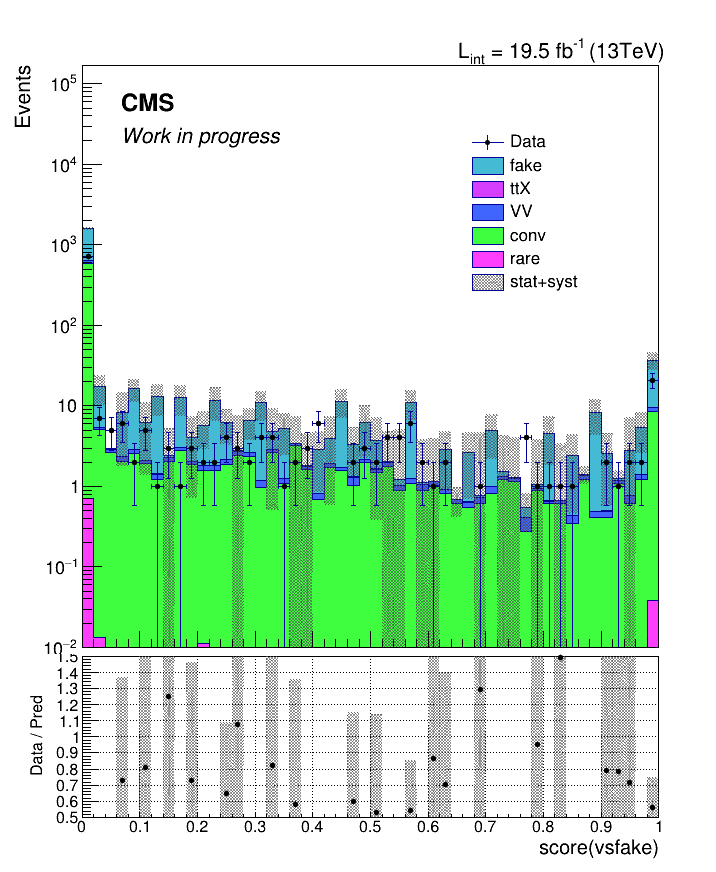 L_int = 19.5 fb^-1 (13TeV)
Events
CMS
Work in progress
Data
fake
ttX
VV
conv
rare
stat+syst
10^5
10^4
10^3
10^2
10
1
10^−1
10^−2
Data / Pred
1.5
1.4
1.3
1.2
1.1
1
0.9
0.8
0.7
0.6
0.5
0 0.1 0.2 0.3 0.4 0.5 0.6 0.7 0.8 0.9 1
score(vsfake)